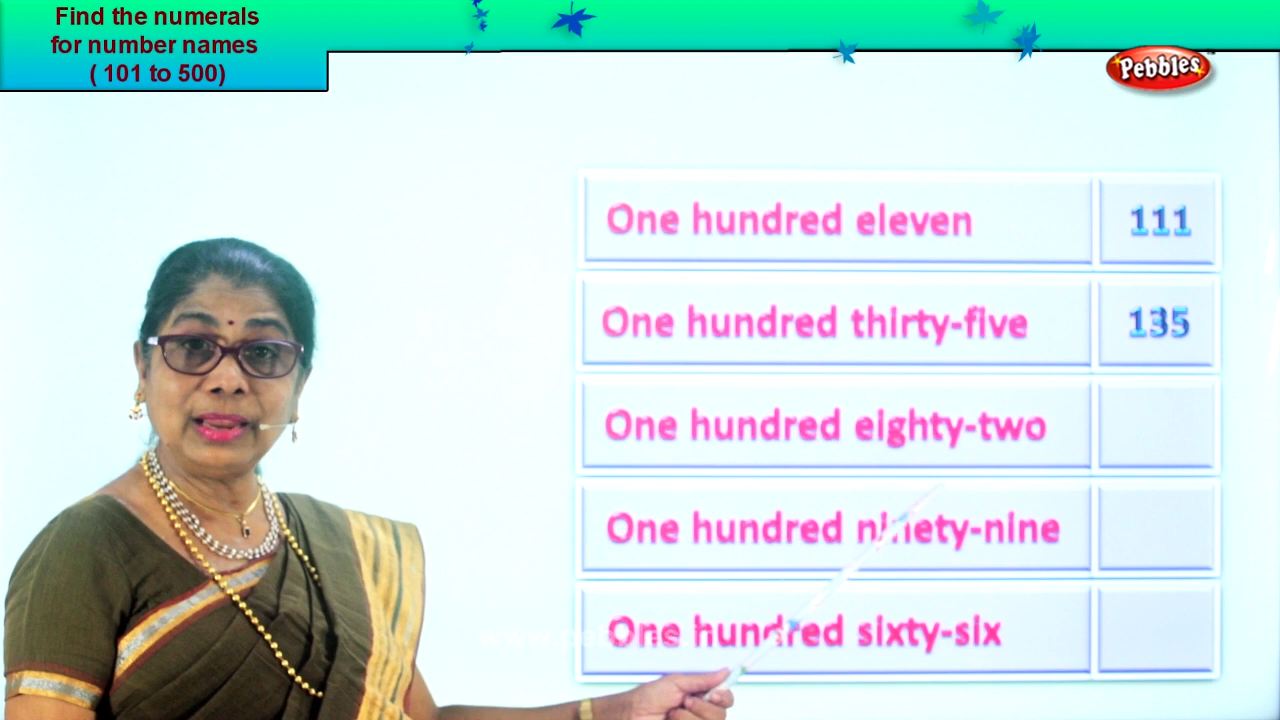 Find the numerals
for number names
( 101 to 500)
Pebbles
One hundred eleven 111
One hundred thirty-five 135
One hundred eighty-two
One hundred ninety-nine
One hundred sixty-six